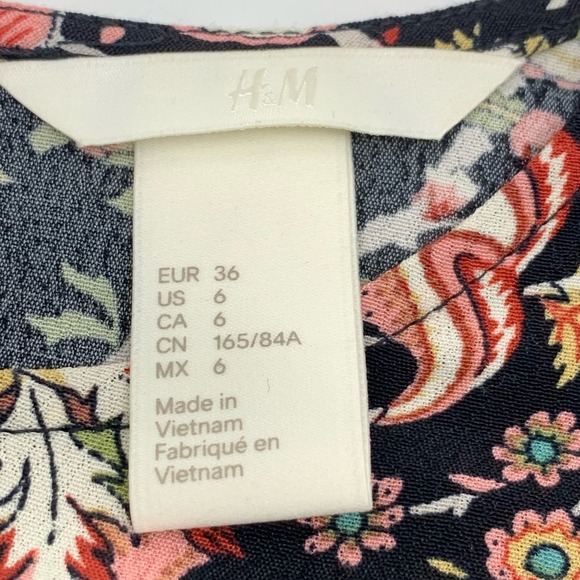 H&M
EUR 36
US 6
CA 6
CN 165/84A
MX 6
Made in
Vietnam
Fabriqué en
Vietnam